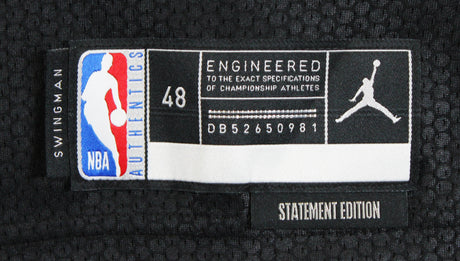 SWINGMAN
NBA
AUTHENTICS
48
ENGINEERED
TO THE EXACT SPECIFICATIONS
OF CHAMPIONSHIP ATHLETES
DB52650981
STATEMENT EDITION